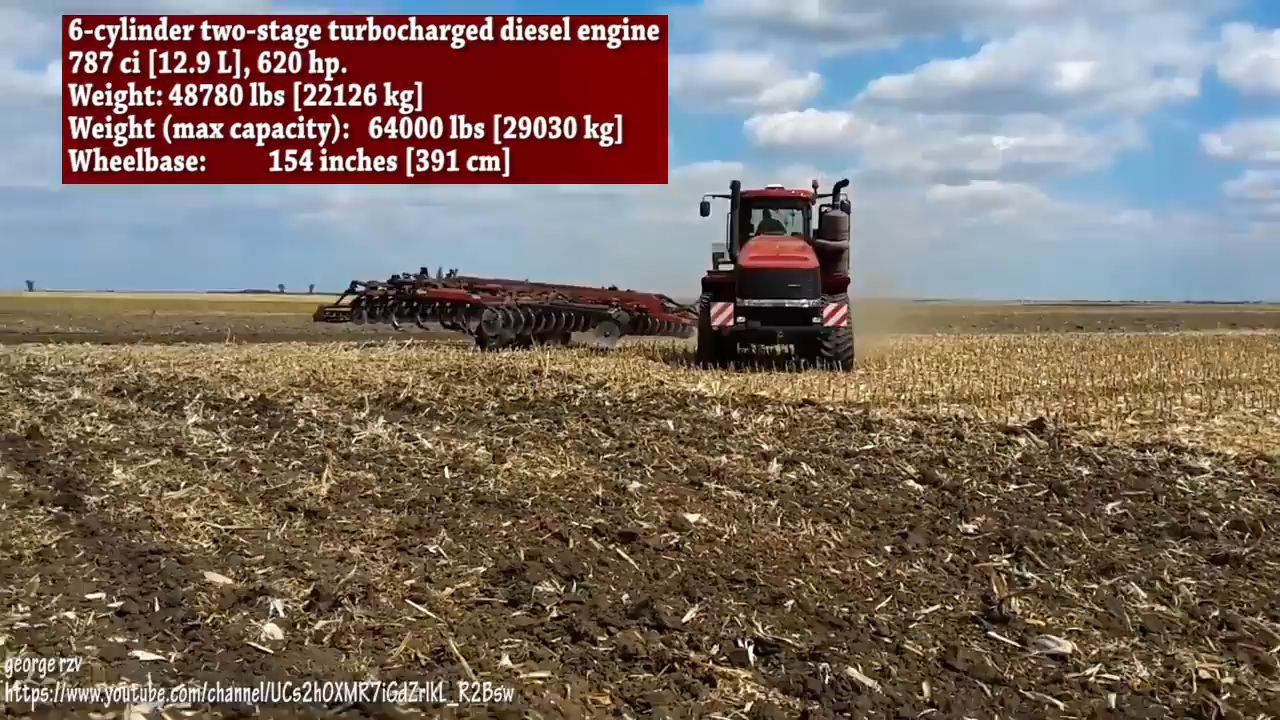 6-cylinder two-stage turbocharged diesel engine
787 ci [12.9 L], 620 hp.
Weight: 48780 lbs [22126 kg]
Weight (max capacity): 64000 lbs [29030 kg]
Wheelbase: 154 inches [391 cm]
george rzv
https://www.youtube.com/channel/UCs2hOXMR7iGdZrlKL_R2Bsw